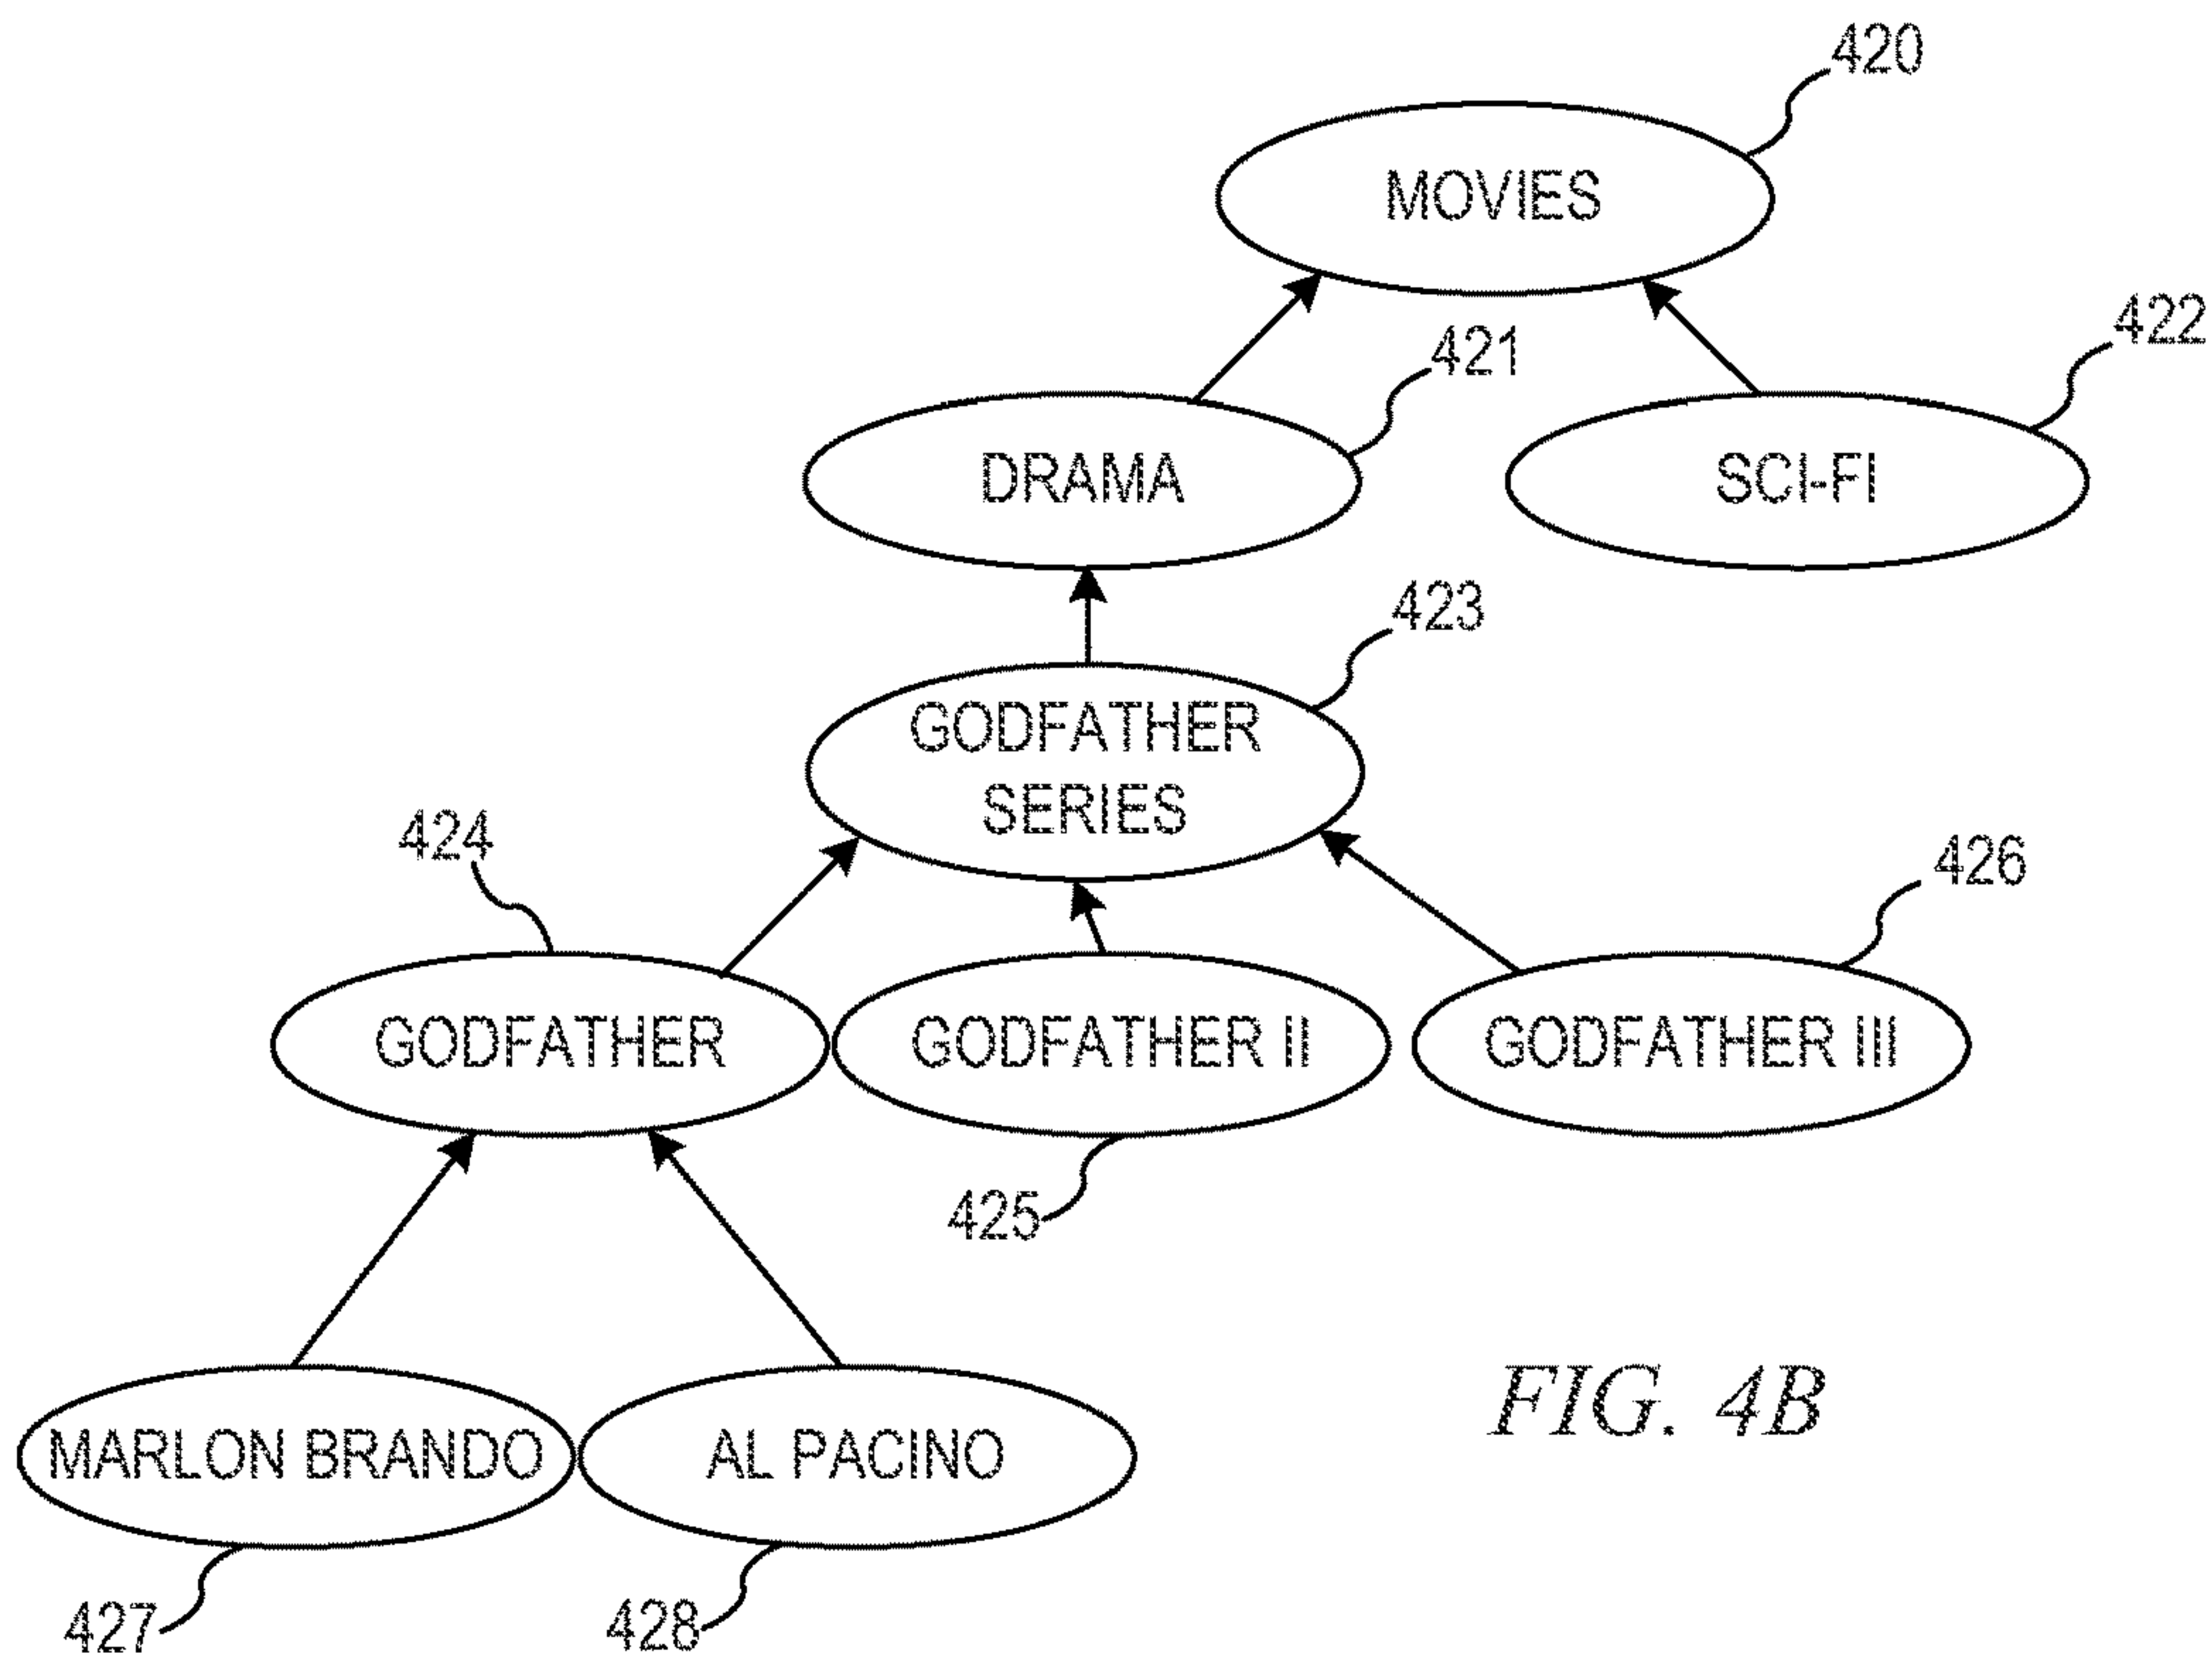 420
MOVIES
422
421
DRAMA
SCI-FI
423
GODFATHER
SERIES
424
426
GODFATHER
GODFATHER II
GODFATHER III
425
MARLON BRANDO
AL PACINO
FIG. 4B
427
428